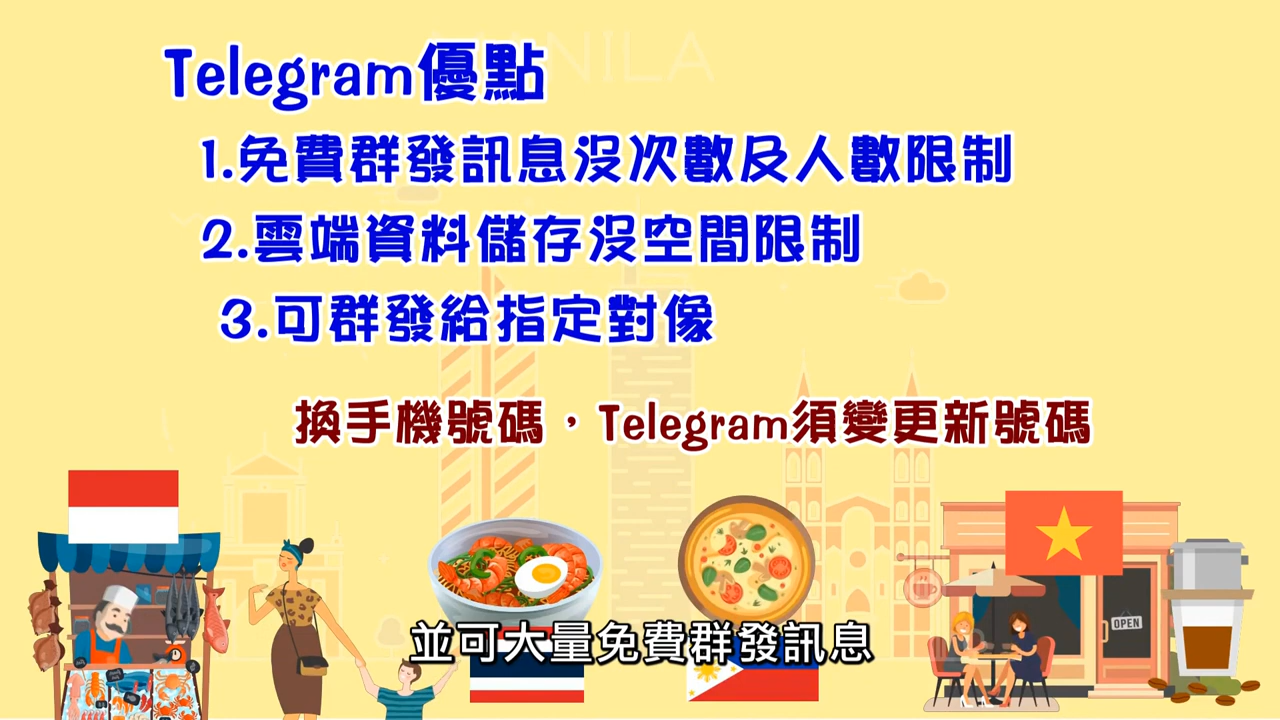 MANILA
Telegram優點
1.免費群發訊息沒次數及人數限制
2.雲端資料儲存沒空間限制
3.可群發給指定對像
換手機號碼，Telegram須變更新號碼
OPEN
並可大量免費群發訊息